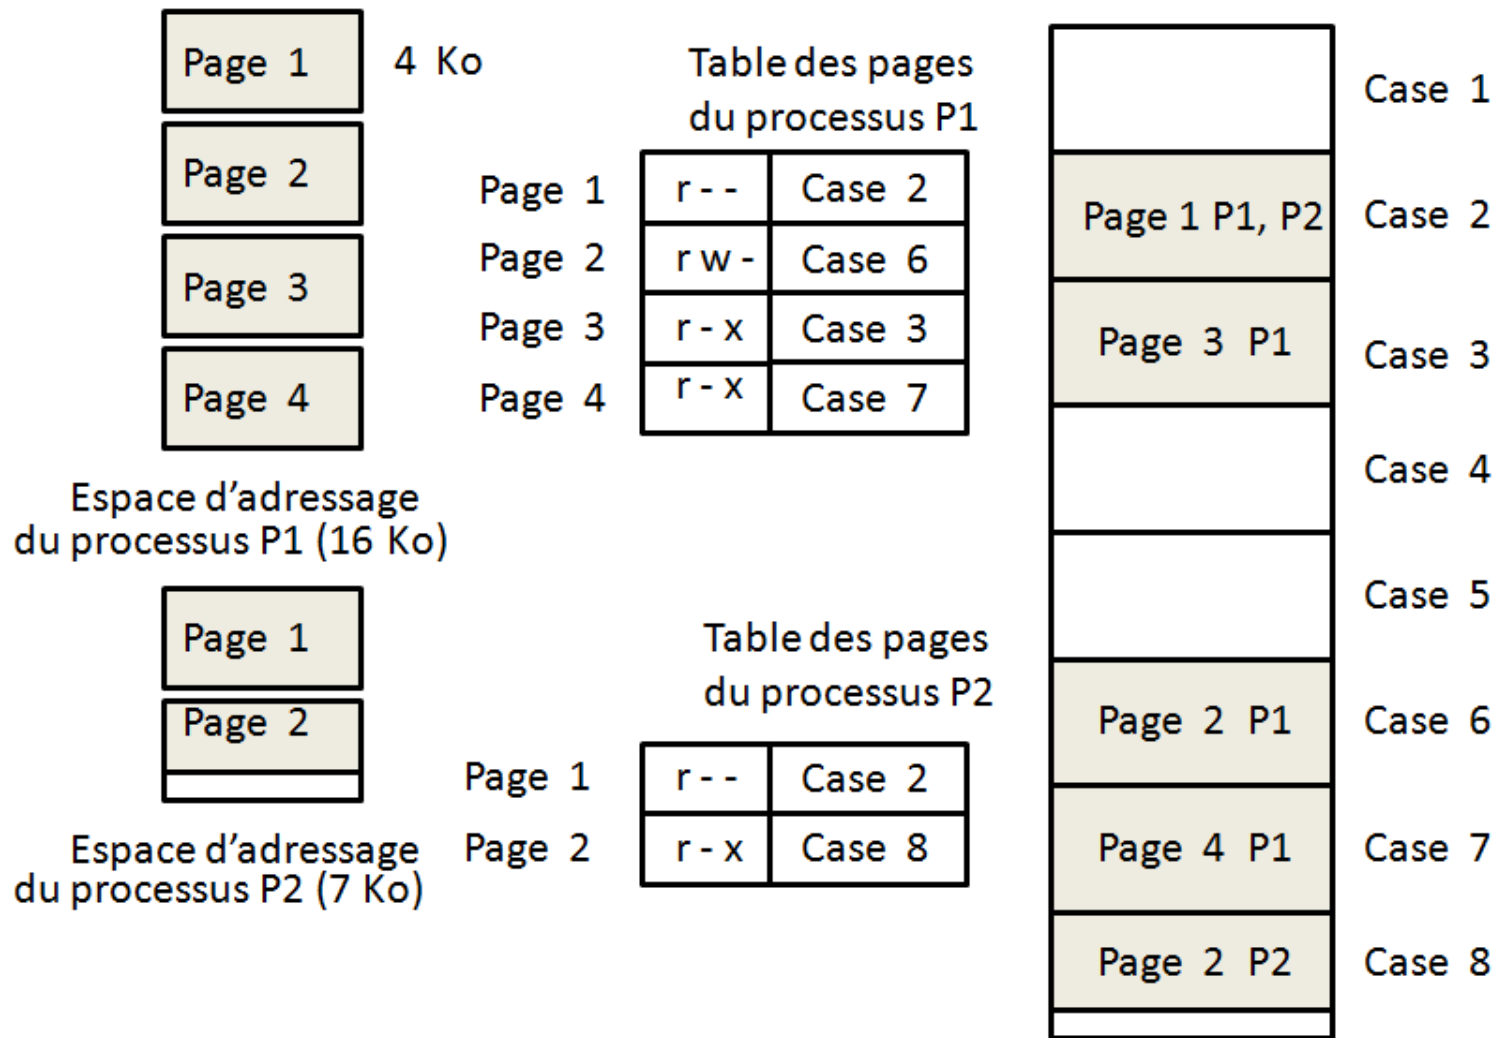 Page 1
4 Ko
Page 2
Page 3
Page 4
Espace d'adressage
du processus P1 (16 Ko)
Page 1
Page 2
Espace d'adressage
du processus P2 (7 Ko)
Table des pages
du processus P1
Page 1 r - - Case 2
Page 2 r w - Case 6
Page 3 r - x Case 3
Page 4 r - x Case 7
Table des pages
du processus P2
Page 1 r - - Case 2
Page 2 r - x Case 8
Case 1
Page 1 P1, P2 Case 2
Page 3 P1 Case 3
Case 4
Case 5
Page 2 P1 Case 6
Page 4 P1 Case 7
Page 2 P2 Case 8